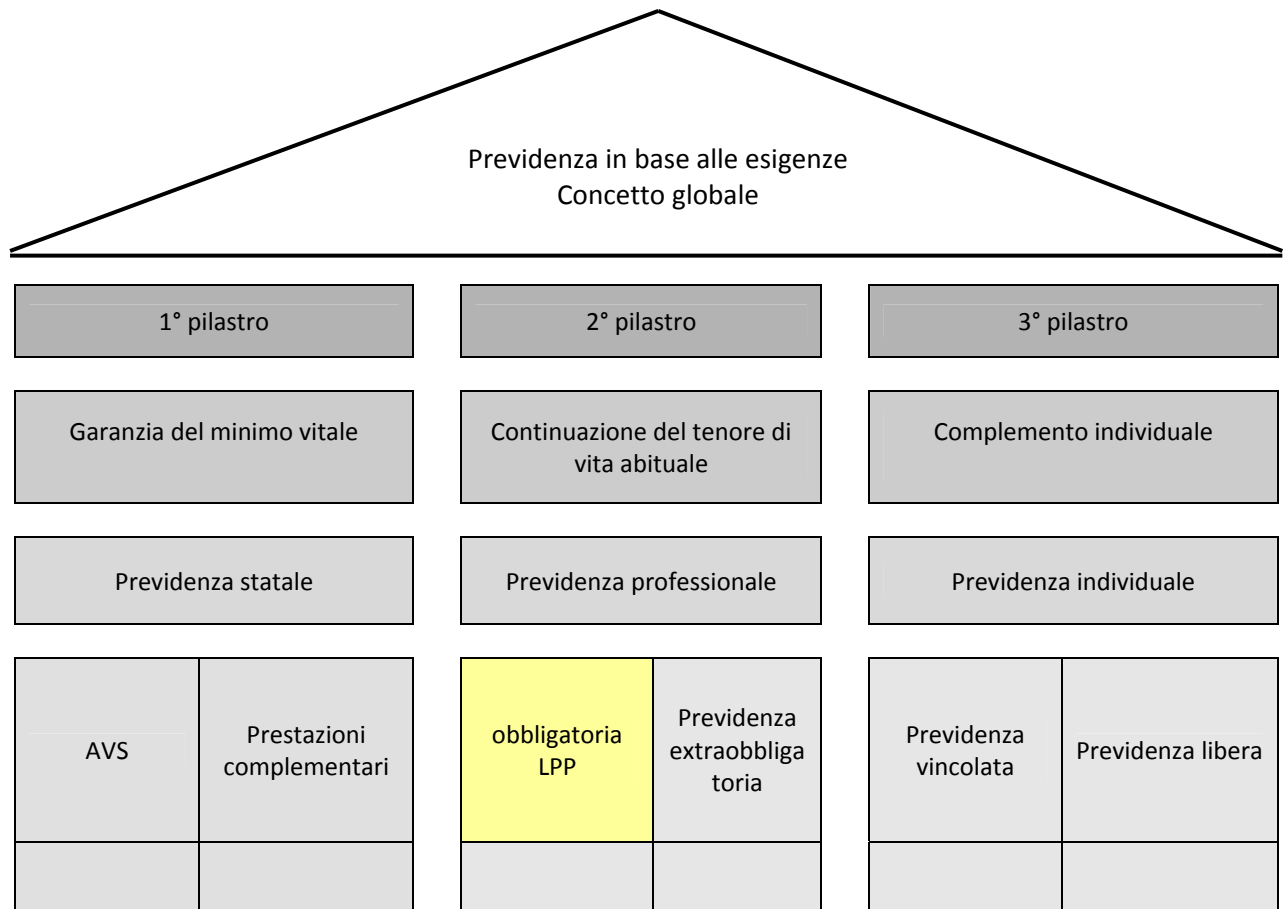 Previdenza in base alle esigenze
Concetto globale
1° pilastro
2° pilastro
3° pilastro
Garanzia del minimo vitale
Continuazione del tenore di
vita abituale
Complemento individuale
Previdenza statale
Previdenza professionale
Previdenza individuale
AVS
Prestazioni
complementari
obbligatoria
LPP
Previdenza
extraobbliga
toria
Previdenza
vincolata
Previdenza libera